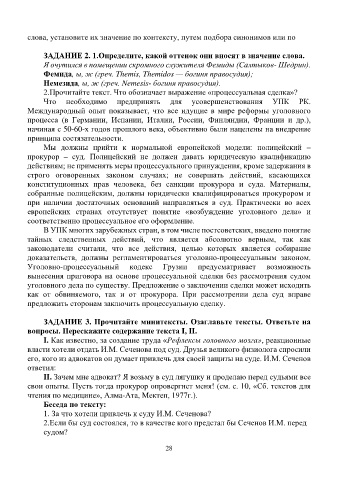 слова, установите их значение по контексту, путем подбора синонимов или по
ЗАДАНИЕ 2. 1.Определите, какой оттенок они вносят в значение слова.
Я очутился в помещении скромного служителя Фемиды (Салтыков- Щедрин).
Фемида, ы, ж (греч. Themis, Themidos — богиня правосудия);
Немезида, ы, ж (греч. Nemesis- богиня правосудия).
2.Прочитайте текст. Что обозначает выражение «процессуальная сделка»?
Что необходимо предпринять для усовершенствования УПК РК.
Международный опыт показывает, что все идущие в мире реформы уголовного
процесса (в Германии, Испании, Италии, России, Финляндии, Франции и др.),
начиная с 50-60-х годов прошлого века, объективно были нацелены на внедрение
принципа состязательности.
Мы должны прийти к нормальной европейской модели: полицейский –
прокурор – суд. Полицейский не должен давать юридическую квалификацию
действиям; не применять меры процессуального принуждения, кроме задержания в
строго оговоренных законом случаях; не совершать действий, касающихся
конституционных прав человека, без санкции прокурора и суда. Материалы,
собранные полицейским, должны юридически квалифицироваться прокурором и
при наличии достаточных оснований направляться в суд. Практически во всех
европейских странах отсутствует понятие «возбуждение уголовного дела» и
соответственно процессуальное его оформление.
В УПК многих зарубежных стран, в том числе постсоветских, введено понятие
тайных следственных действий, что является абсолютно верным, так как
законодатели считали, что все действия, целью которых является собирание
доказательств, должны регламентироваться уголовно-процессуальным законом.
Уголовно-процессуальный кодекс Грузии предусматривает возможность
вынесения приговора на основе процессуальной сделки без рассмотрения судом
уголовного дела по существу. Предложение о заключении сделки может исходить
как от обвиняемого, так и от прокурора. При рассмотрении дела суд вправе
предложить сторонам заключить процессуальную сделку.
ЗАДАНИЕ 3. Прочитайте минитексты. Озаглавьте тексты. Ответьте на
вопросы. Перескажите содержание текста I, II.
I. Как известно, за создание труда «Рефлексы головного мозга», реакционные
власти хотели отдать И.М. Сеченова под суд. Друзья великого физиолога спросили
его, кого из адвокатов он думает привлечь для своей защиты на суде. И.М. Сеченов
ответил:
II. Зачем мне адвокат? Я возьму в суд лягушку и проделаю перед судьями все
свои опыты. Пусть тогда прокурор опровергнет меня! (см. с. 10, «Сб. текстов для
чтения по медицине», Алма-Ата, Мектеп, 1977г.).
Беседа по тексту:
1. За что хотели привлечь к суду И.М. Сеченова?
2.Если бы суд состоялся, то в качестве кого предстал бы Сеченов И.М. перед
судом?
28